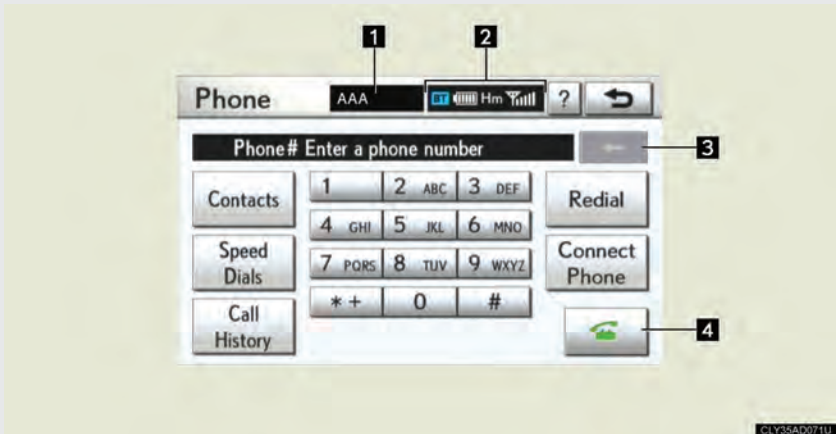 1 2
Phone AAA BT Hm ?
Phone# Enter a phone number 3
Contacts 1 2 ABC 3 DEF Redial
4 GHI 5 JKL 6 MNO
Speed Dials 7 PQRS 8 TUV 9 WXYZ Connect Phone
* + 0 #
Call History 4
CLY35AD071U